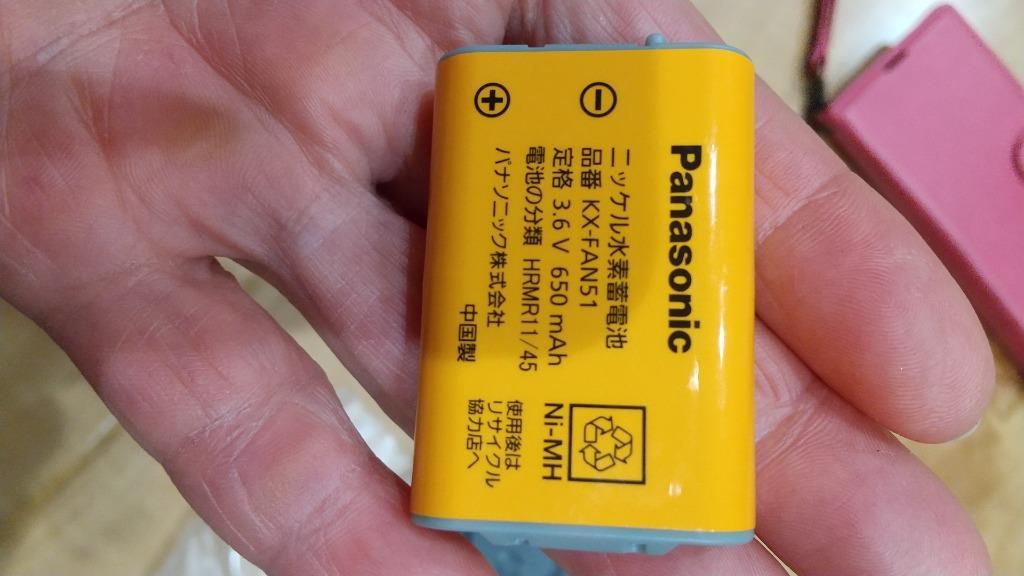 Panasonic
ニッケル水素蓄電池
品番 KX-FAN51
定格 3.6 V 650 mAh
電池の分類 HRMR11/45
パナソニック株式会社
中国製
Ni-MH
使用後は
リサイクル
協力店へ